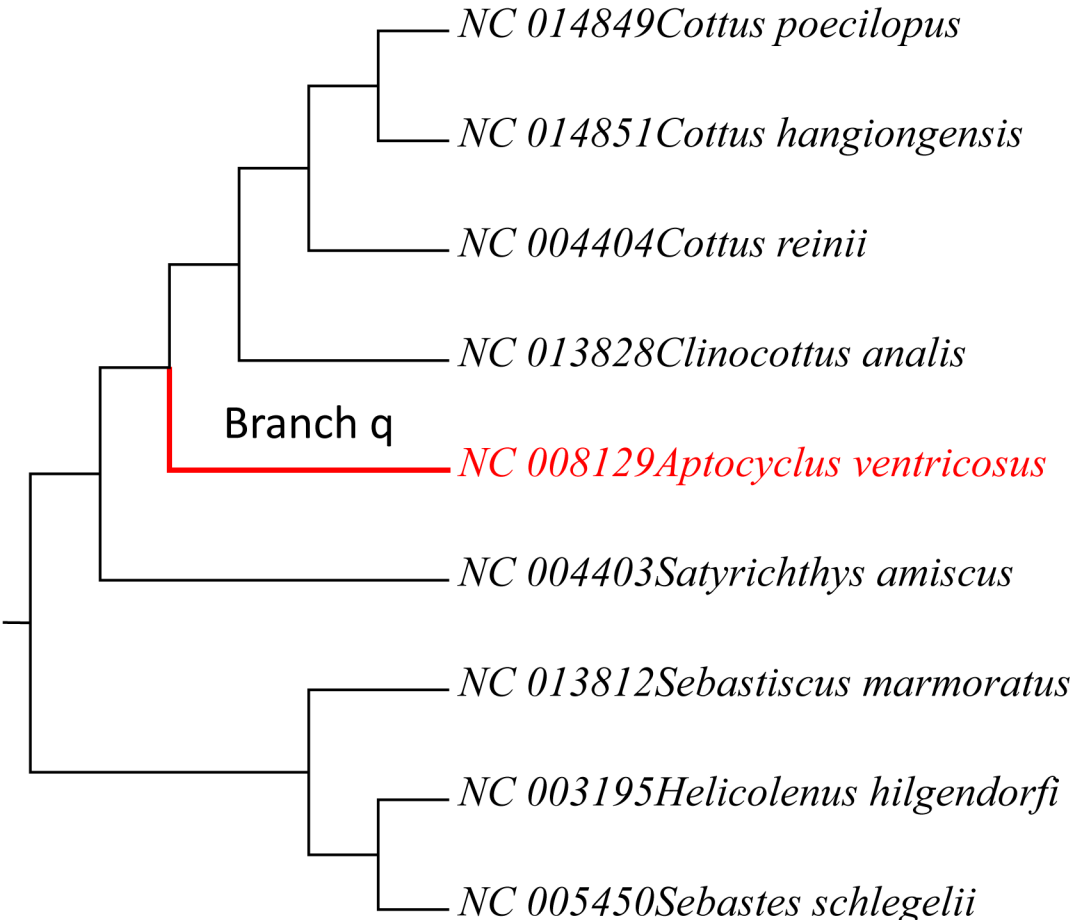 NC 014849Cottus poecilopus
NC 014851Cottus hangiongensis
NC 004404Cottus reinii
NC 013828Clinocottus analis
Branch q
NC 008129Aptocyclus ventricosus
NC 004403Satyrichthys amiscus
NC 013812Sebastiscus marmoratus
NC 003195Helicolenus hilgendorfi
NC 005450Sebastes schlegelii